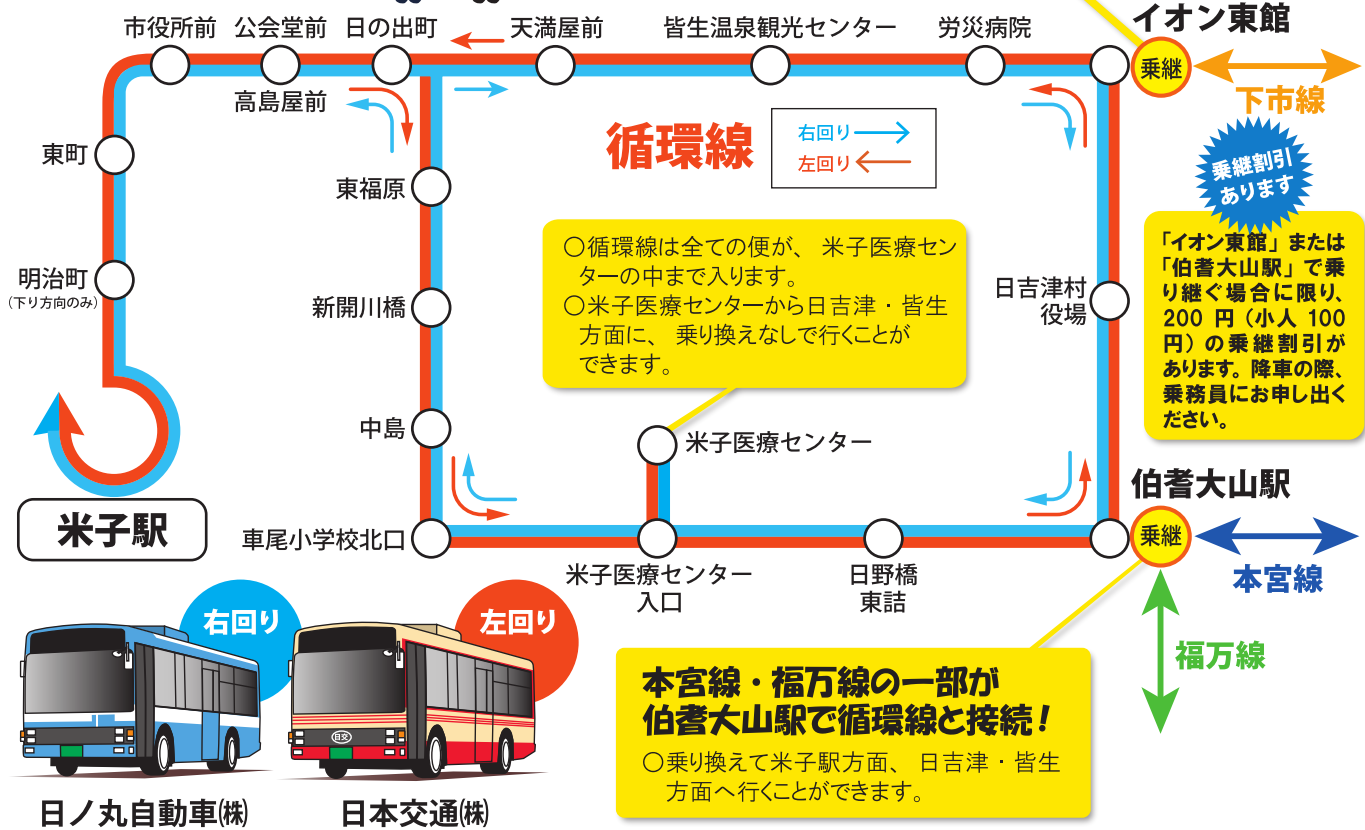 イオン東館
市役所前
公会堂前
日の出町
天満屋前
皆生温泉観光センター
労災病院
乗継
下市線
高島屋前
循環線
右回り
左回り
東町
東福原
乗継割引
あります
「イオン東館」または
「伯耆大山駅」で乗
り継ぐ場合に限り、
200 円（小人 100
円）の乗継割引が
あります。降車の際、
乗務員にお申し出く
ださい。
○循環線は全ての便が、 米子医療セン
ターの中まで入ります。
○米子医療センターから日吉津・皆生
方面に、 乗り換えなしで行くことが
できます。
明治町
(下り方向のみ)
新開川橋
日吉津村
役場
中島
米子医療センター
伯耆大山駅
米子駅
車尾小学校北口
乗継
本宮線
米子医療センター
入口
日野橋
東詰
福万線
右回り
左回り
日交
本宮線・福万線の一部が
伯耆大山駅で循環線と接続！
○乗り換えて米子駅方面、 日吉津・皆生
方面へ行くことができます。
日ノ丸自動車㈱
日本交通㈱